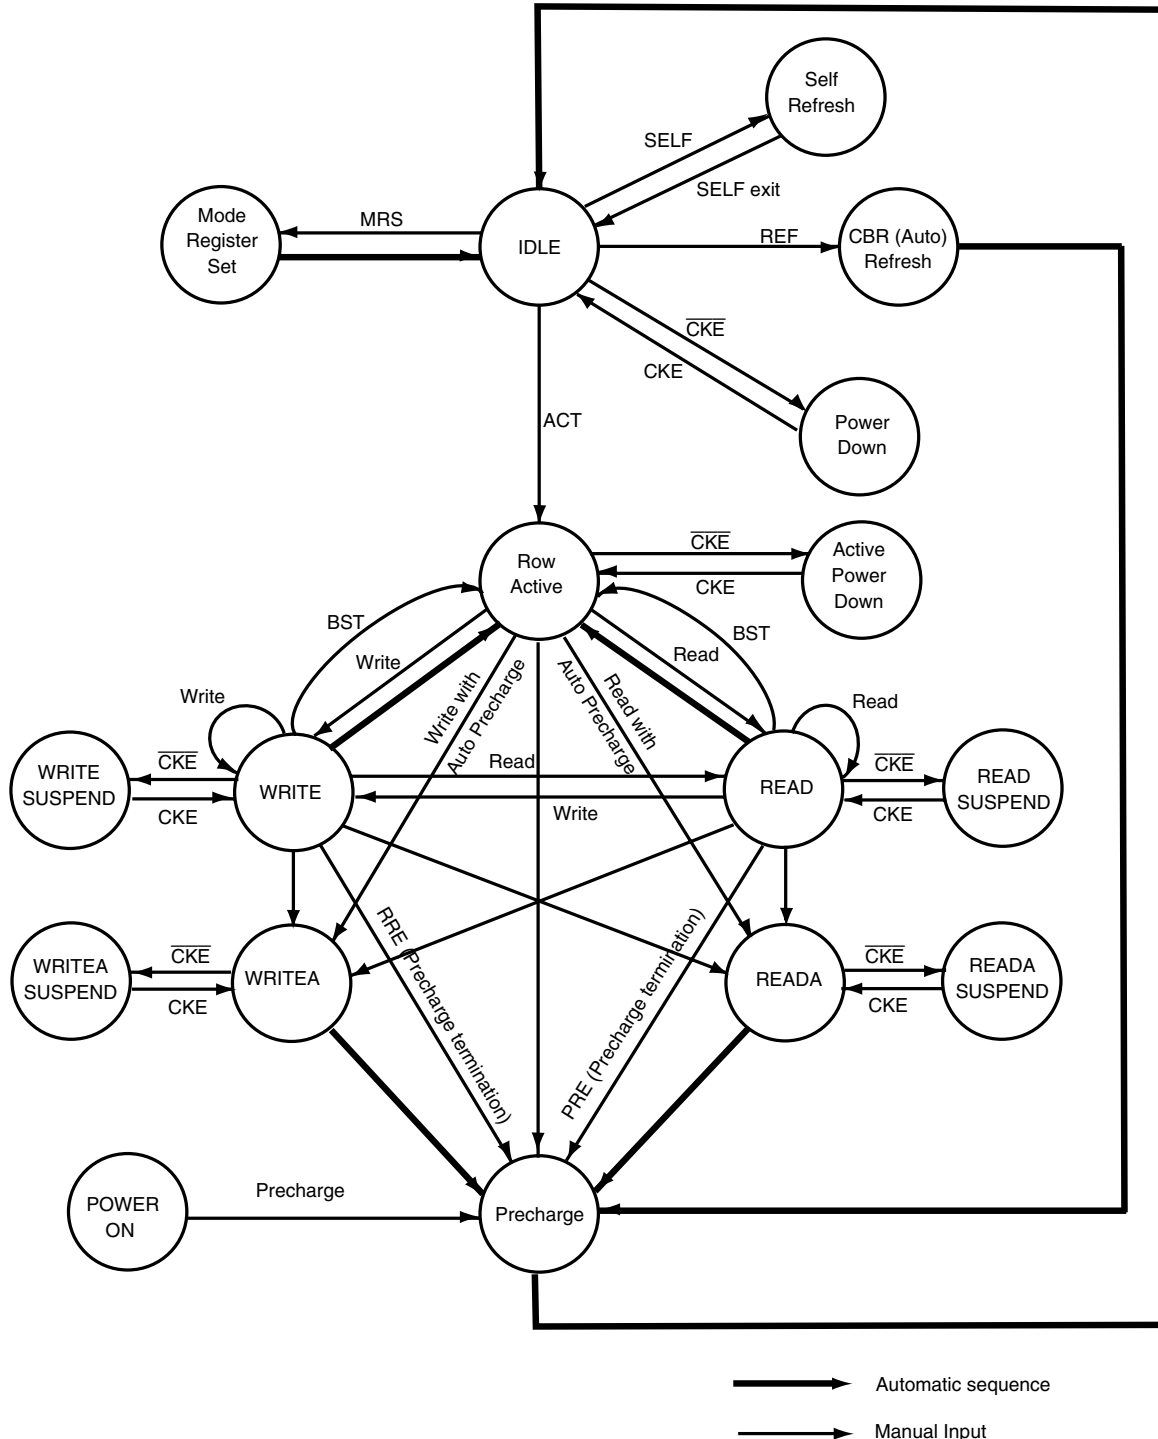 Self
Refresh
SELF
SELF exit
Mode
Register
Set
MRS
IDLE
REF
CBR (Auto)
Refresh
CKE
CKE
Power
Down
ACT
Row
Active
CKE
CKE
Active
Power
Down
BST
Write
Write with
Auto Precharge
Read with
Auto Precharge
Read
BST
Write
Read
WRITE
SUSPEND
CKE
CKE
WRITE
Read
Write
READ
CKE
CKE
READ
SUSPEND
WRITEA
SUSPEND
CKE
CKE
WRITEA
RRE (Precharge termination)
PRE (Precharge termination)
READA
CKE
CKE
READA
SUSPEND
POWER
ON
Precharge
Precharge
Automatic sequence
Manual Input